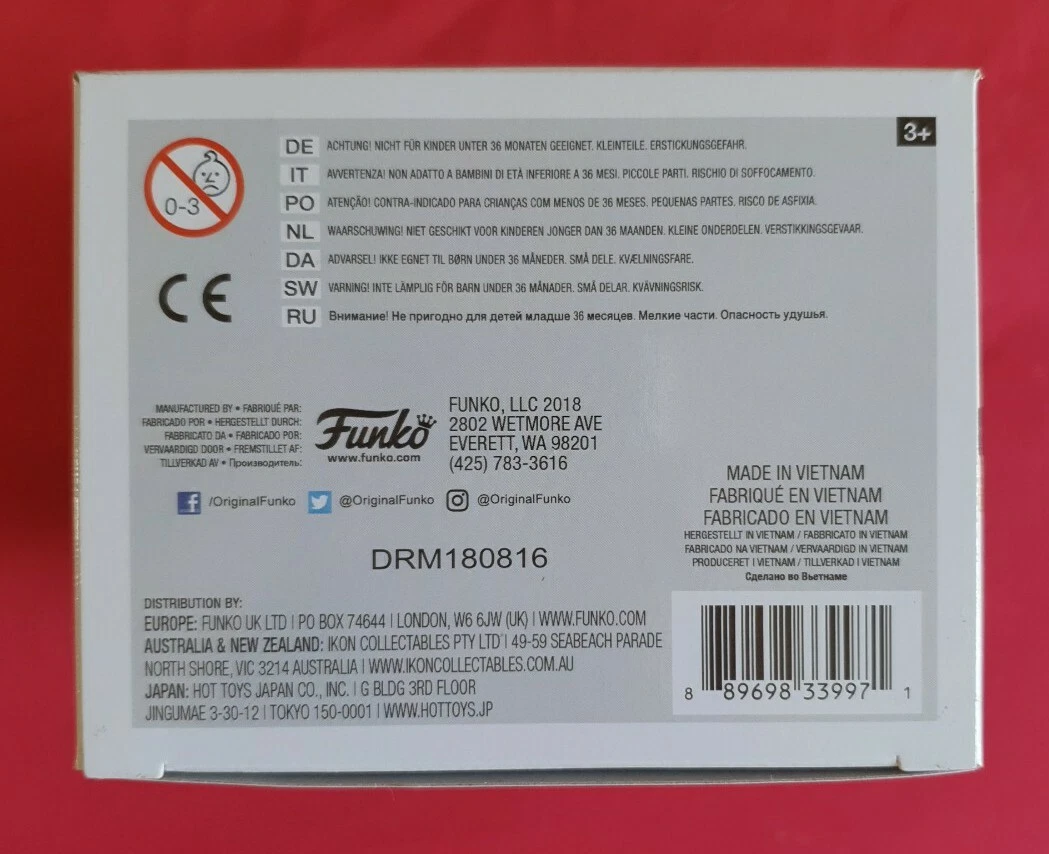 3+
0-3
DE ACHTUNG! NICHT FÜR KINDER UNTER 36 MONATEN GEEIGNET. KLEINTEILE. ERSTICKUNGSGEFAHR.
IT AVVERTENZA! NON ADATTO A BAMBINI DI ETÀ INFERIORE A 36 MESI. PICCOLE PARTI. RISCHIO DI SOFFOCAMENTO.
PO ATENÇÃO! CONTRA-INDICADO PARA CRIANÇAS COM MENOS DE 36 MESES. PEQUENAS PARTES. RISCO DE ASFIXIA.
NL WAARSCHUWING! NIET GESCHIKT VOOR KINDEREN JONGER DAN 36 MAANDEN. KLEINE ONDERDELEN. VERSTIKKINGSGEVAAR.
DA ADVARSEL! IKKE EGNET TIL BØRN UNDER 36 MÅNEDER. SMÅ DELE. KVÆLNINGSFARE.
SW VARNING! INTE LÄMPLIG FÖR BARN UNDER 36 MÅNADER. SMÅ DELAR. KVÄVNINGSRISK.
RU Внимание! Не пригодно для детей младше 36 месяцев. Мелкие части. Опасность удушья.
CE
MANUFACTURED BY • FABRIQUÉ PAR:
FABRICADO POR • HERGESTELLT DURCH:
FABBRICATO DA • FABRICADO POR:
VERVAARDIGD DOOR • FREMSTILLET AF:
TILLVERKAD AV • Производитель:
Funko
www.funko.com
FUNKO, LLC 2018
2802 WETMORE AVE
EVERETT, WA 98201
(425) 783-3616
/OriginalFunko @OriginalFunko @OriginalFunko
DRM180816
MADE IN VIETNAM
FABRIQUÉ EN VIETNAM
FABRICADO EN VIETNAM
HERGESTELLT IN VIETNAM / FABBRICATO IN VIETNAM
FABRICADO NA VIETNAM / VERVAARDIGD IN VIETNAM
PRODUCERET I VIETNAM / TILLVERKAD I VIETNAM
Сделано во Вьетнаме
DISTRIBUTION BY:
EUROPE: FUNKO UK LTD | PO BOX 74644 | LONDON, W6 6JW (UK) | WWW.FUNKO.COM
AUSTRALIA & NEW ZEALAND: IKON COLLECTABLES PTY LTD | 49-59 SEABEACH PARADE
NORTH SHORE, VIC 3214 AUSTRALIA | WWW.IKONCOLLECTABLES.COM.AU
JAPAN: HOT TOYS JAPAN CO., INC. | G BLDG 3RD FLOOR
JINGUMAE 3-30-12 | TOKYO 150-0001 | WWW.HOTTOYS.JP
8 89698 33997 1